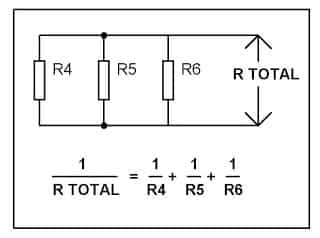 R4 R5 R6 R TOTAL
1 / R TOTAL = 1 / R4 + 1 / R5 + 1 / R6